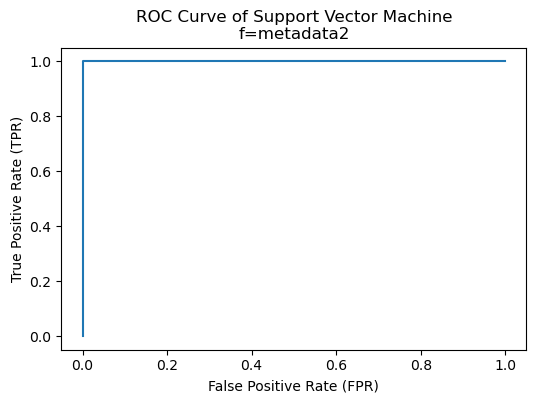 ROC Curve of Support Vector Machine
f=metadata2
True Positive Rate (TPR)
1.0
0.8
0.6
0.4
0.2
0.0
0.0 0.2 0.4 0.6 0.8 1.0
False Positive Rate (FPR)